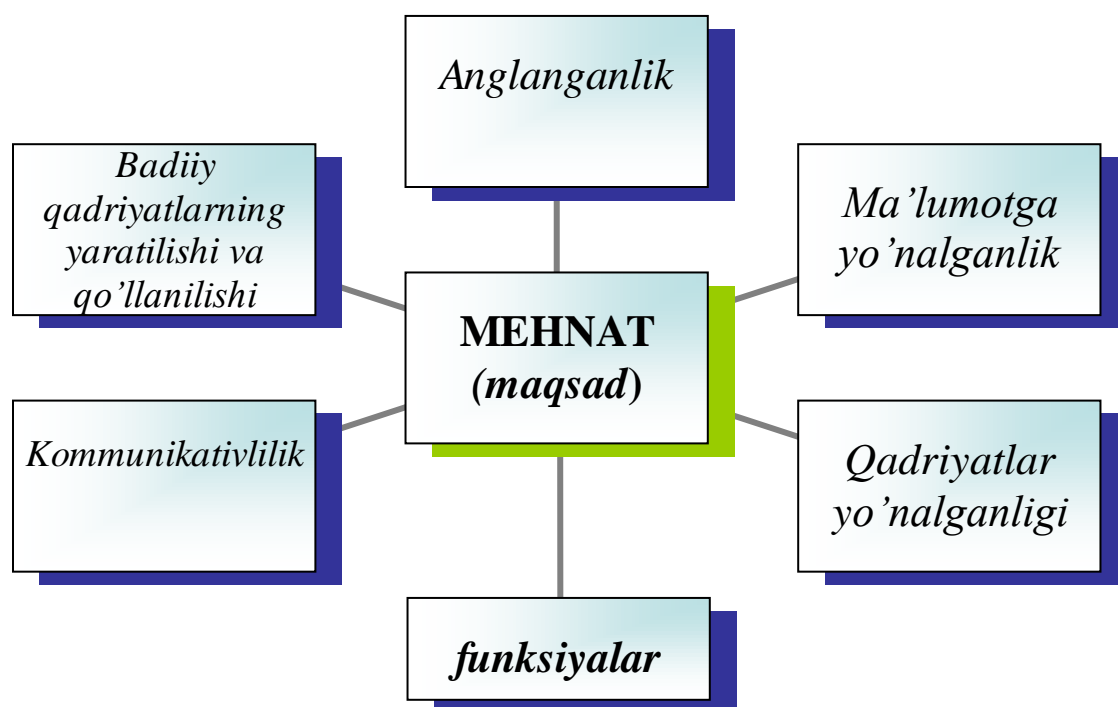 Anglanganlik
Badiiy
qadriyatlarning
yaratilishi va
qo’llanilishi
Ma’lumotga
yo’nalganlik
MEHNAT
(maqsad)
Kommunikativlilik
Qadriyatlar
yo’nalganligi
funksiyalar